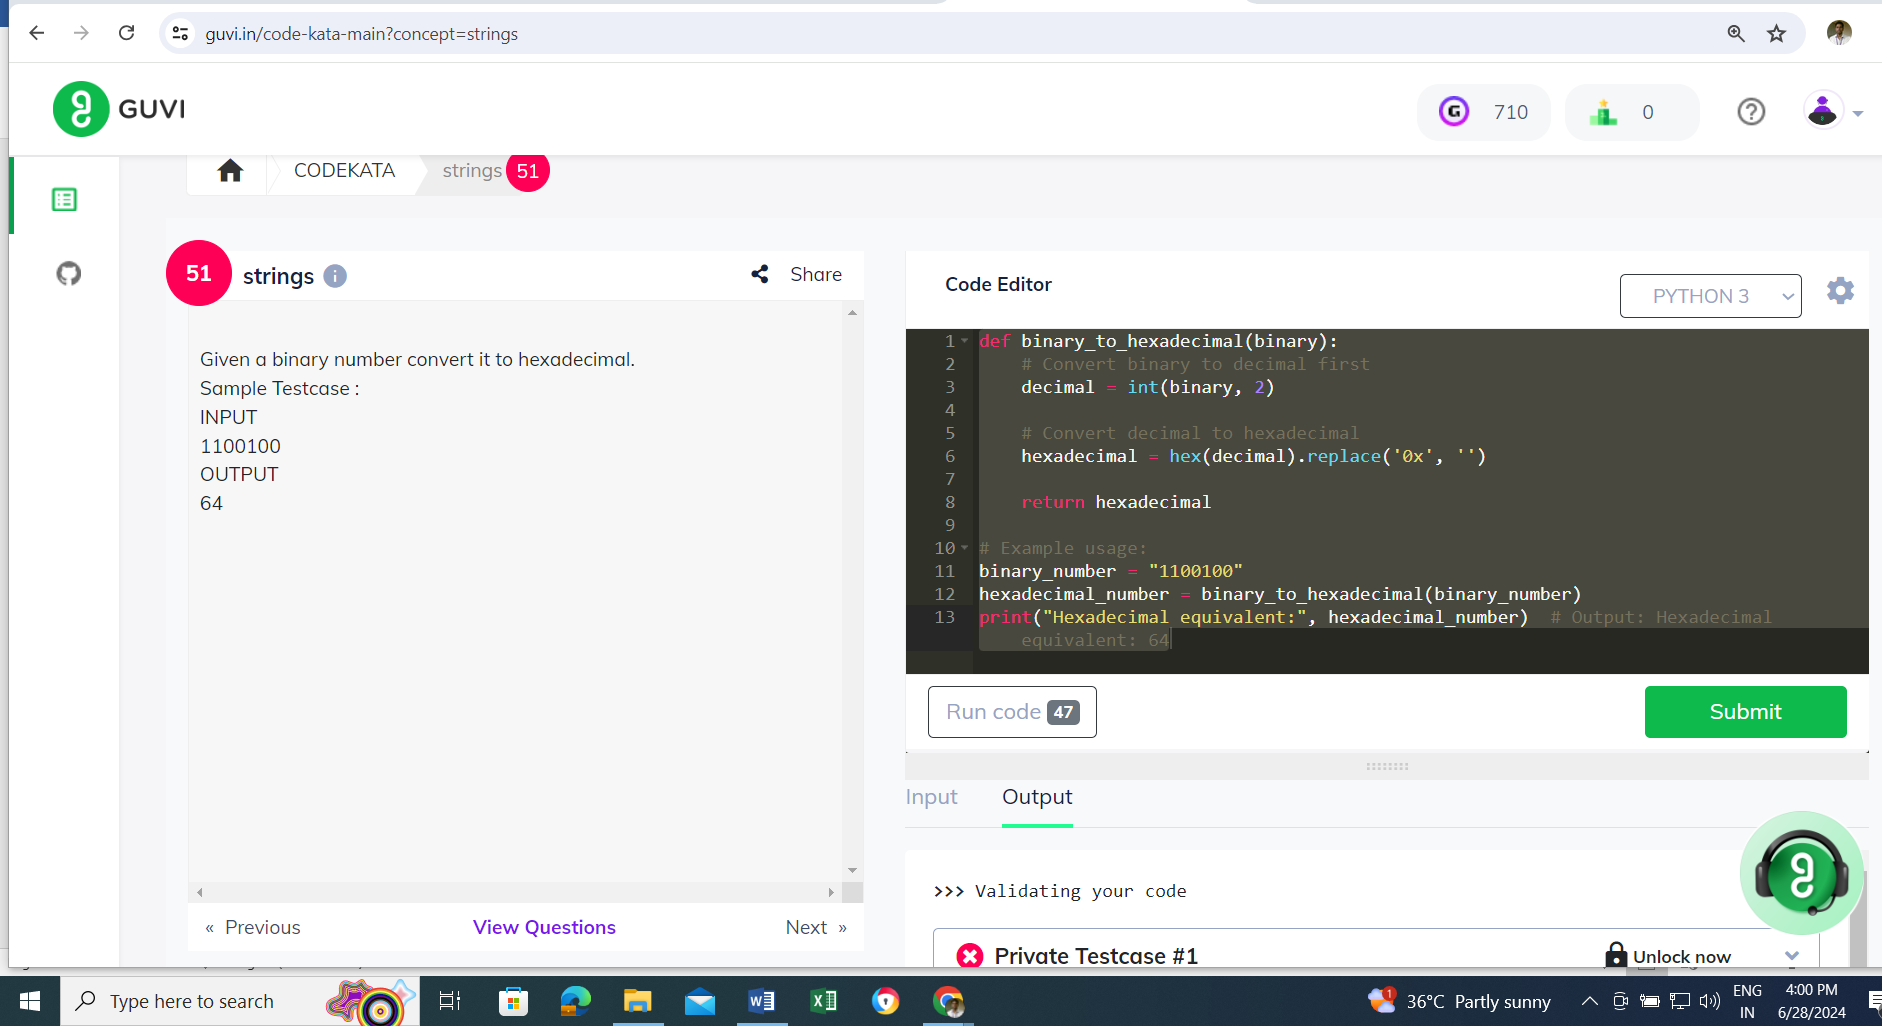 guvi.in/code-kata-main?concept=strings
GUVI
G 710
0
CODEKATA
strings 51
51 strings
Share
Given a binary number convert it to hexadecimal.
Sample Testcase :
INPUT
1100100
OUTPUT
64
« Previous
View Questions
Next »
Code Editor
PYTHON 3
1 def binary_to_hexadecimal(binary):
2 # Convert binary to decimal first
3 decimal = int(binary, 2)
4
5 # Convert decimal to hexadecimal
6 hexadecimal = hex(decimal).replace('0x', '')
7
8 return hexadecimal
9
10 # Example usage:
11 binary_number = "1100100"
12 hexadecimal_number = binary_to_hexadecimal(binary_number)
13 print("Hexadecimal equivalent:", hexadecimal_number)  # Output: Hexadecimal
equivalent: 64
Run code 47
Submit
Input
Output
>>> Validating your code
Private Testcase #1
Unlock now
Type here to search
1
36°C Partly sunny
ENG
IN
4:00 PM
6/28/2024